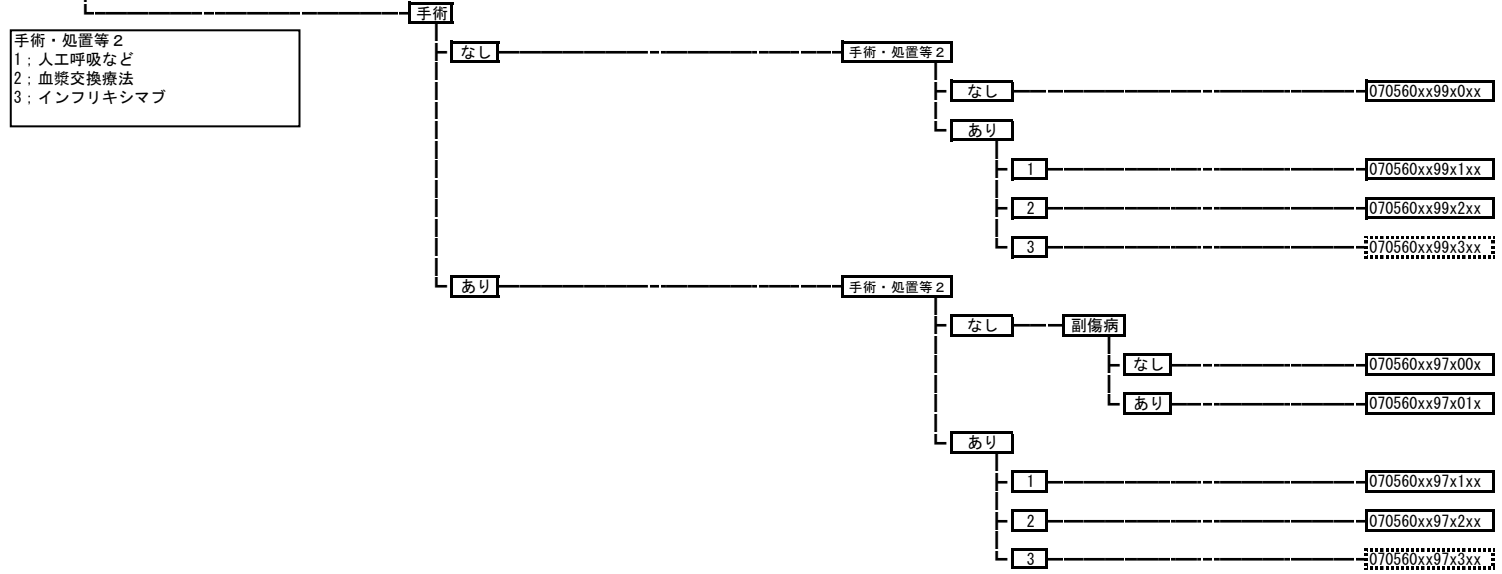 手術
手術・処置等2
1；人工呼吸など
2；血漿交換療法
3；インフリキシマブ
なし
手術・処置等2
なし
070560xx99x0xx
あり
1
070560xx99x1xx
2
070560xx99x2xx
3
070560xx99x3xx
あり
手術・処置等2
なし
副傷病
なし
070560xx97x00x
あり
070560xx97x01x
あり
1
070560xx97x1xx
2
070560xx97x2xx
3
070560xx97x3xx